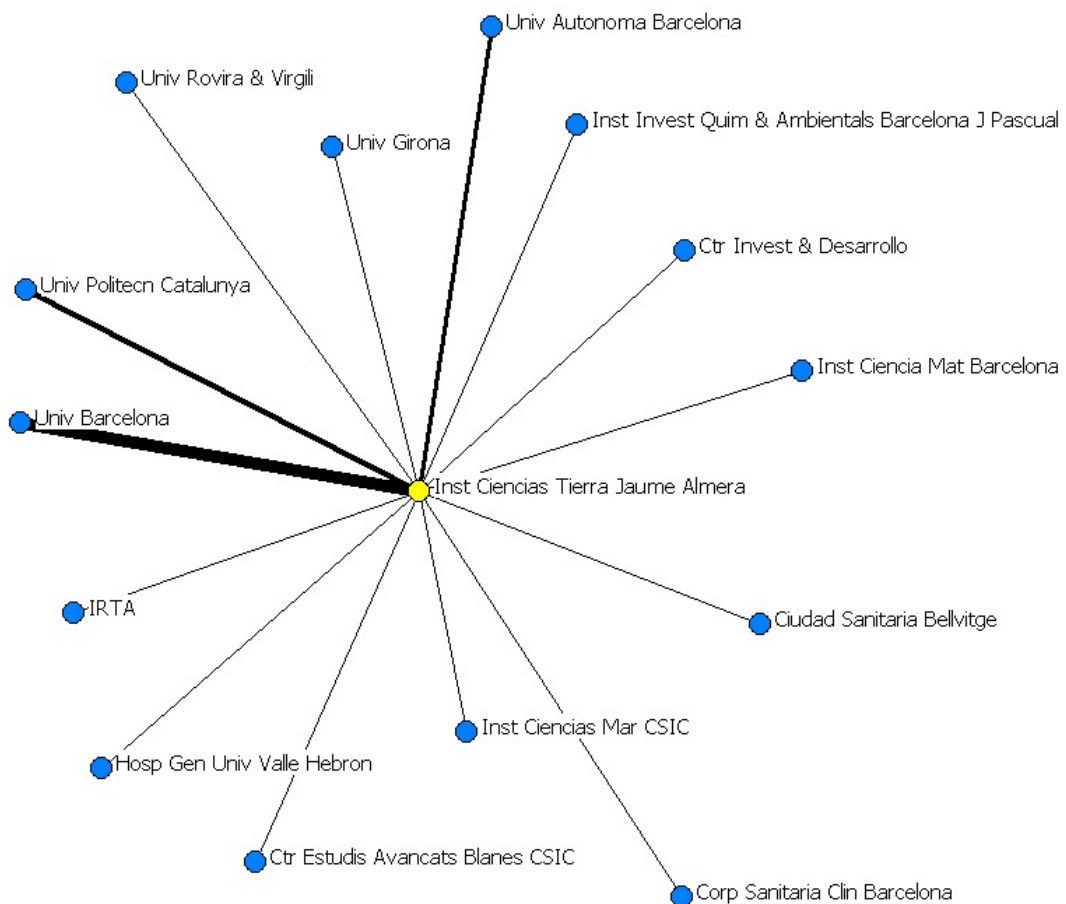 Univ Autonoma Barcelona
Univ Rovira & Virgili
Inst Invest Quim & Ambientals Barcelona J Pascual
Univ Girona
Ctr Invest & Desarrollo
Univ Politecn Catalunya
Inst Ciencia Mat Barcelona
Univ Barcelona
Inst Ciencias Tierra Jaume Almera
IRTA
Ciudad Sanitaria Bellvitge
Inst Ciencias Mar CSIC
Hosp Gen Univ Valle Hebron
Ctr Estudis Avancats Blanes CSIC
Corp Sanitaria Clin Barcelona